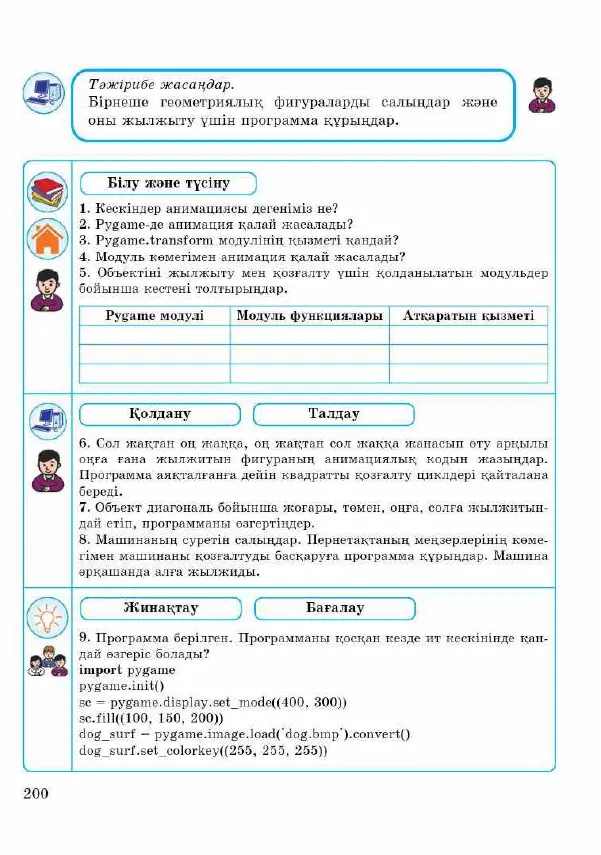 Тәжірибе жасаңдар.
Бірнеше геометриялық фигураларды салыңдар және
оны жылжыту үшін программа құрыңдар.
Білу және түсіну
1. Кескіндер анимациясы дегеніміз не?
2. Pygame-де анимация қалай жасалады?
3. Pygame.transform модулінің қызметі қандай?
4. Модуль көмегімен анимация қалай жасалады?
5. Объектіні жылжыту мен қозғалту үшін қолданылатын модульдер
бойынша кестені толтырыңдар.
Pygame модулі Модуль функциялары Атқаратын қызметі
Қолдану Талдау
6. Сол жақтан оң жаққа, оң жақтан сол жаққа жанасып өту арқылы
оңға ғана жылжитын фигураның анимациялық кодын жазыңдар.
Программа аяқталғанға дейін квадратты қозғалту циклдері қайталана
береді.
7. Объект диагональ бойынша жоғары, төмен, оңға, солға жылжитын-
дай етіп, программаны өзгертіңдер.
8. Машинаның суретін салыңдар. Пернетақтаның меңзерлерінің көме-
гімен машинаны қозғалтуды басқаруға программа құрыңдар. Машина
әрқашанда алға жылжиды.
Жинақтау Бағалау
9. Программа берілген. Программаны қосқан кезде ит кескінінде қан-
дай өзгеріс болады?
import pygame
pygame.init()
sc = pygame.display.set_mode((400, 300))
sc.fill((100, 150, 200))
dog_surf = pygame.image.load('dog.bmp').convert()
dog_surf.set_colorkey((255, 255, 255))
200